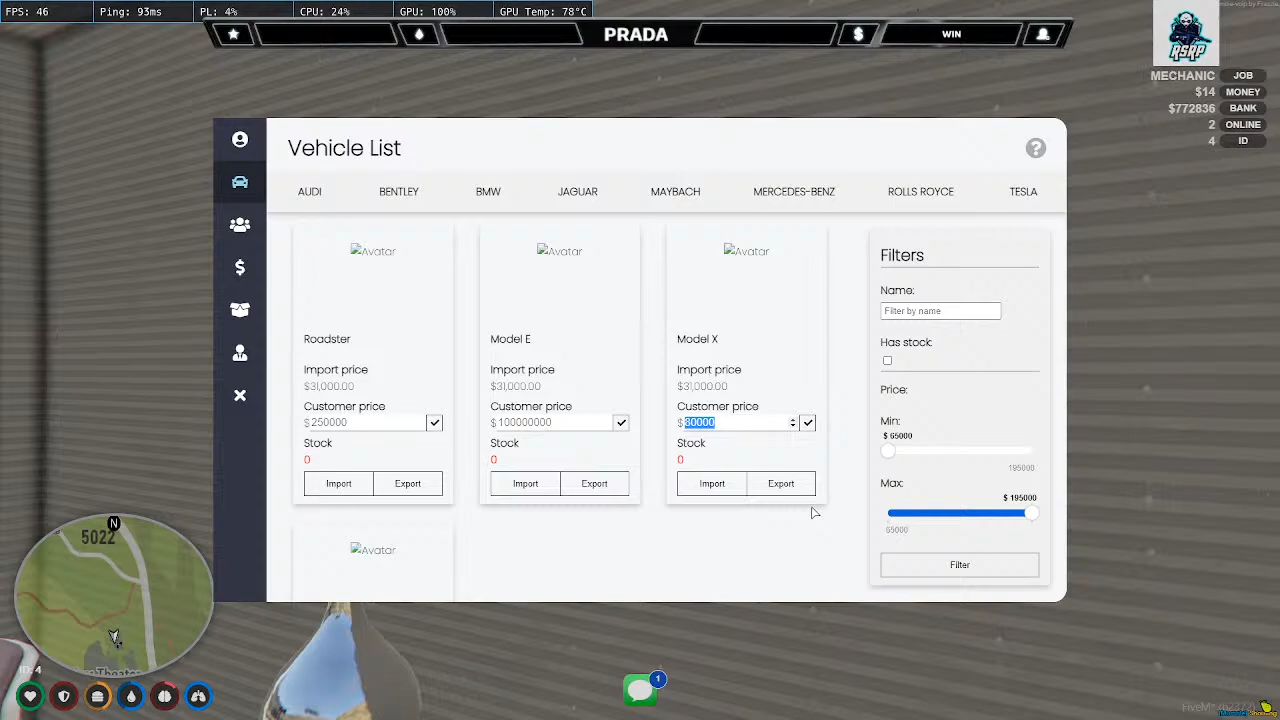 FPS: 46 Ping: 93ms PL: 4% CPU: 24% GPU: 100% GPU Temp: 78°C
PRADA
$ WIN
RSRP
MECHANIC JOB
$14 MONEY
$772836 BANK
2 ONLINE
4 ID
Vehicle List
?
AUDI BENTLEY BMW JAGUAR MAYBACH MERCEDES-BENZ ROLLS ROYCE TESLA
Avatar Avatar Avatar
Roadster Model E Model X
Import price Import price Import price
$31,000.00 $31,000.00 $31,000.00
Customer price Customer price Customer price
$ 250000 $ 100000000 $ 80000
Stock Stock Stock
0 0 0
Import Export Import Export Import Export
Avatar
Filters
Name:
Filter by name
Has stock:
Price:
Min:
$ 65000
195000
Max:
$ 195000
65000
Filter
N
5022
ID: 4
1